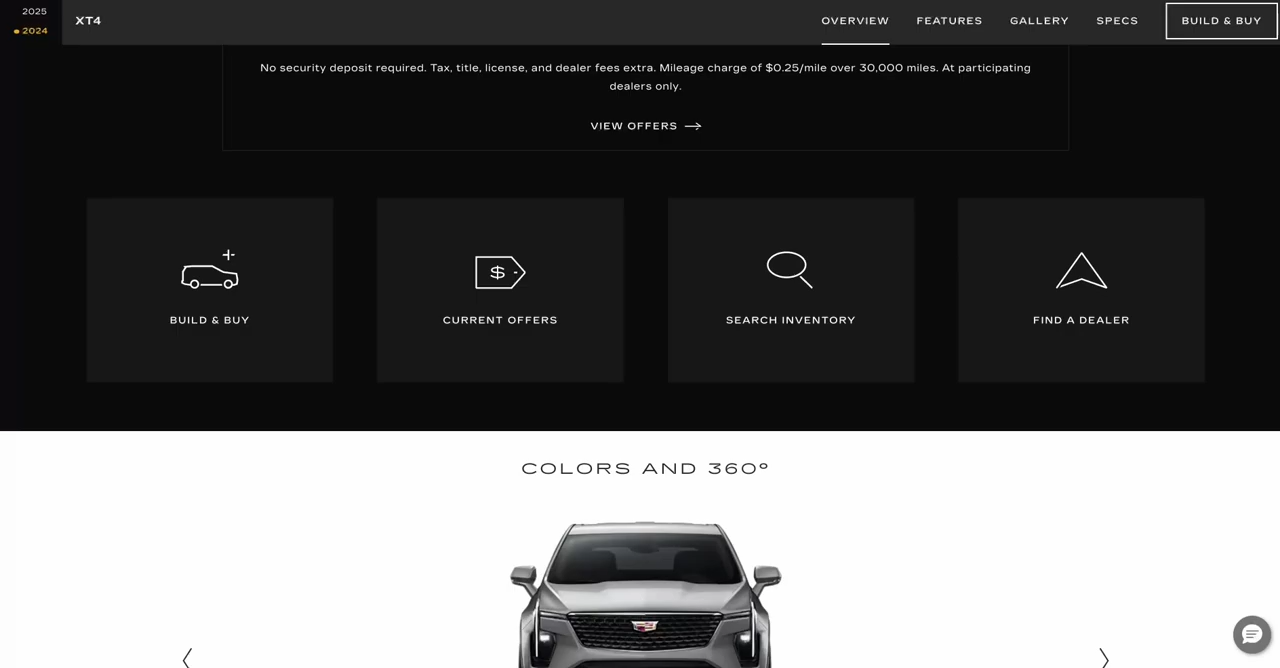 2025
2024
XT4
OVERVIEW
FEATURES
GALLERY
SPECS
BUILD & BUY
No security deposit required. Tax, title, license, and dealer fees extra. Mileage charge of $0.25/mile over 30,000 miles. At participating
dealers only.
VIEW OFFERS
$
BUILD & BUY
CURRENT OFFERS
SEARCH INVENTORY
FIND A DEALER
COLORS AND 360°